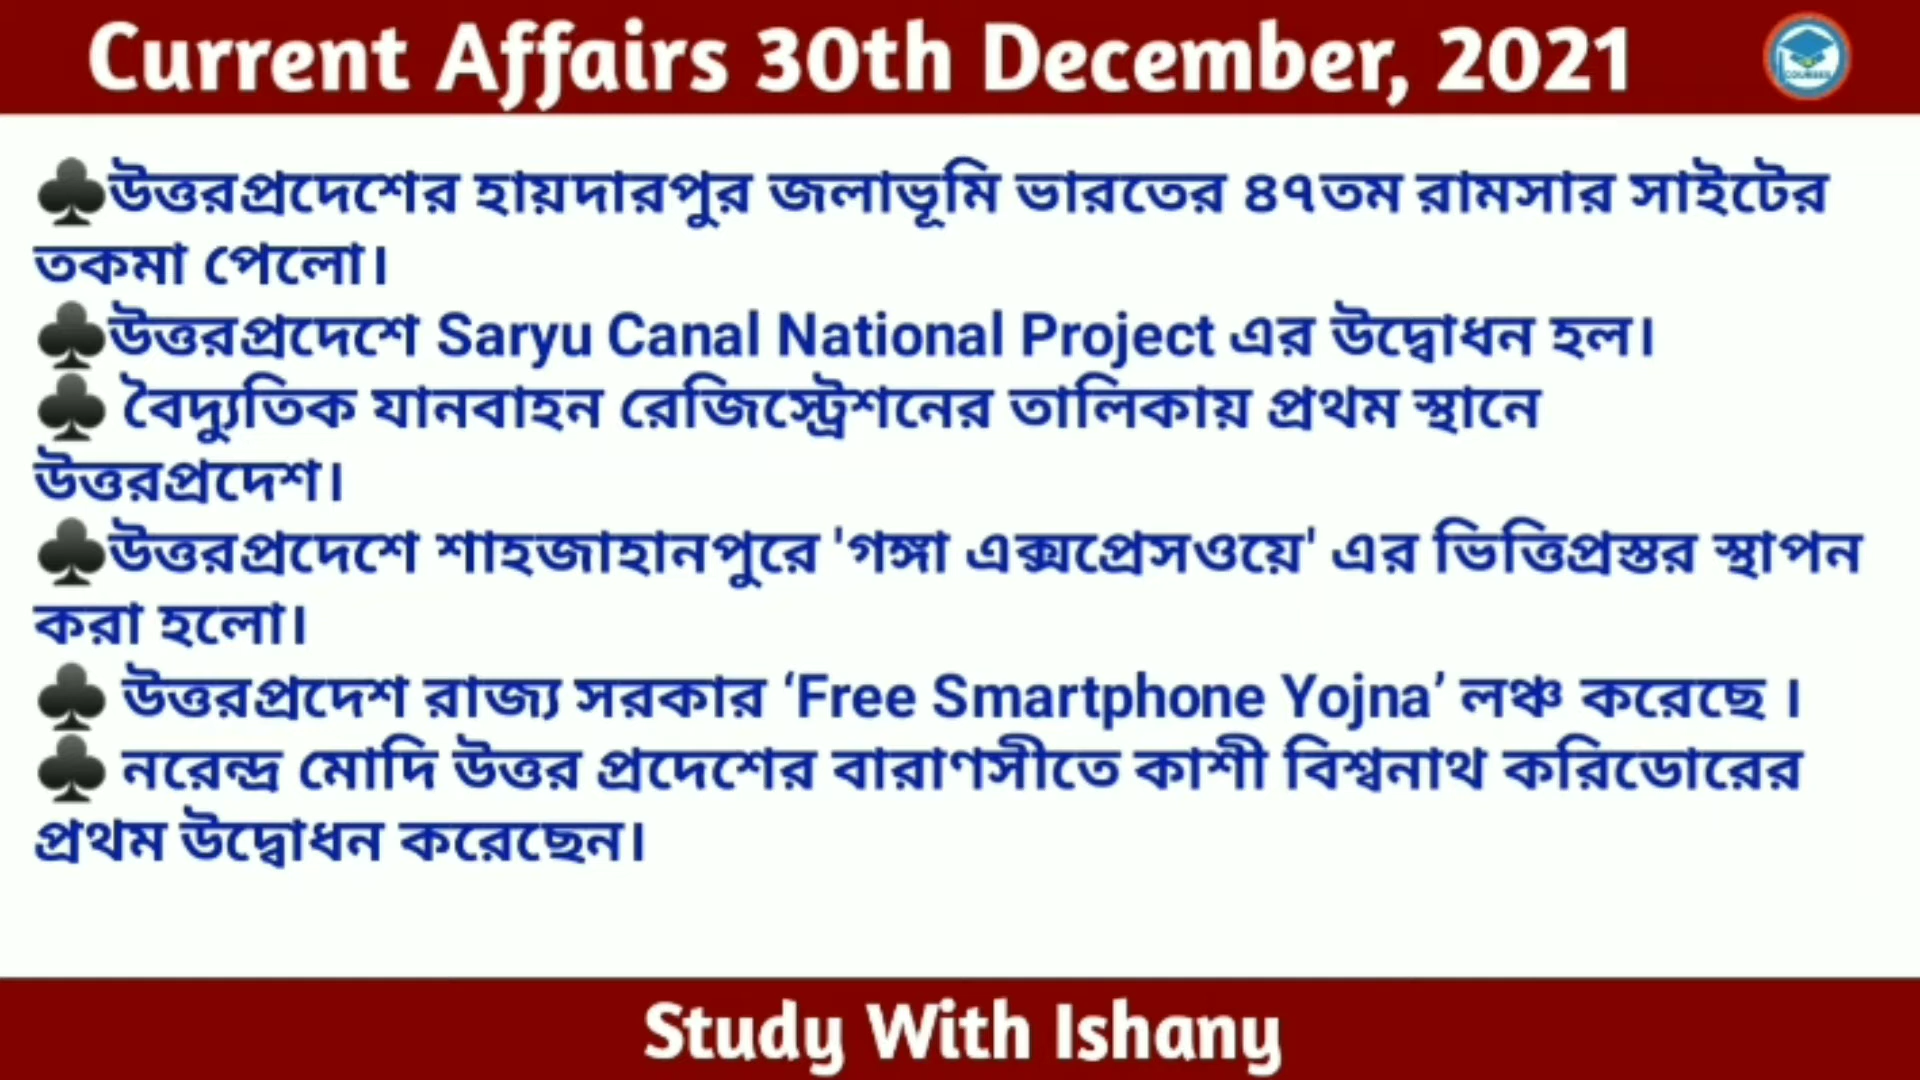 Current Affairs 30th December, 2021
COURSES
♣উত্তরপ্রদেশের হায়দারপুর জলাভূমি ভারতের ৪৭তম রামসার সাইটের
তকমা পেলো।
♣উত্তরপ্রদেশে Saryu Canal National Project এর উদ্বোধন হল।
♣ বৈদ্যুতিক যানবাহন রেজিস্ট্রেশনের তালিকায় প্রথম স্থানে
উত্তরপ্রদেশ।
♣উত্তরপ্রদেশে শাহজাহানপুরে 'গঙ্গা এক্সপ্রেসওয়ে' এর ভিত্তিপ্রস্তর স্থাপন
করা হলো।
♣ উত্তরপ্রদেশ রাজ্য সরকার ‘Free Smartphone Yojna’ লঞ্চ করেছে ।
♣ নরেন্দ্র মোদি উত্তর প্রদেশের বারাণসীতে কাশী বিশ্বনাথ করিডোরের
প্রথম উদ্বোধন করেছেন।
Study With Ishany